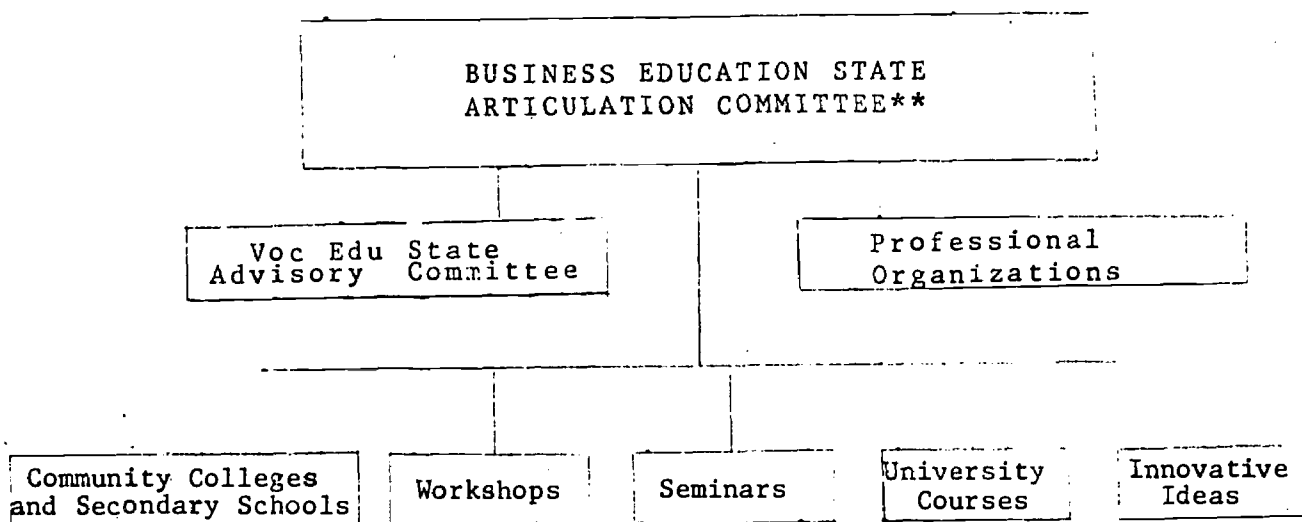 BUSINESS EDUCATION STATE
ARTICULATION COMMITTEE**
Voc Edu State
Advisory Committee
Professional
Organizations
Community Colleges
and Secondary Schools
Workshops
Seminars
University
Courses
Innovative
Ideas